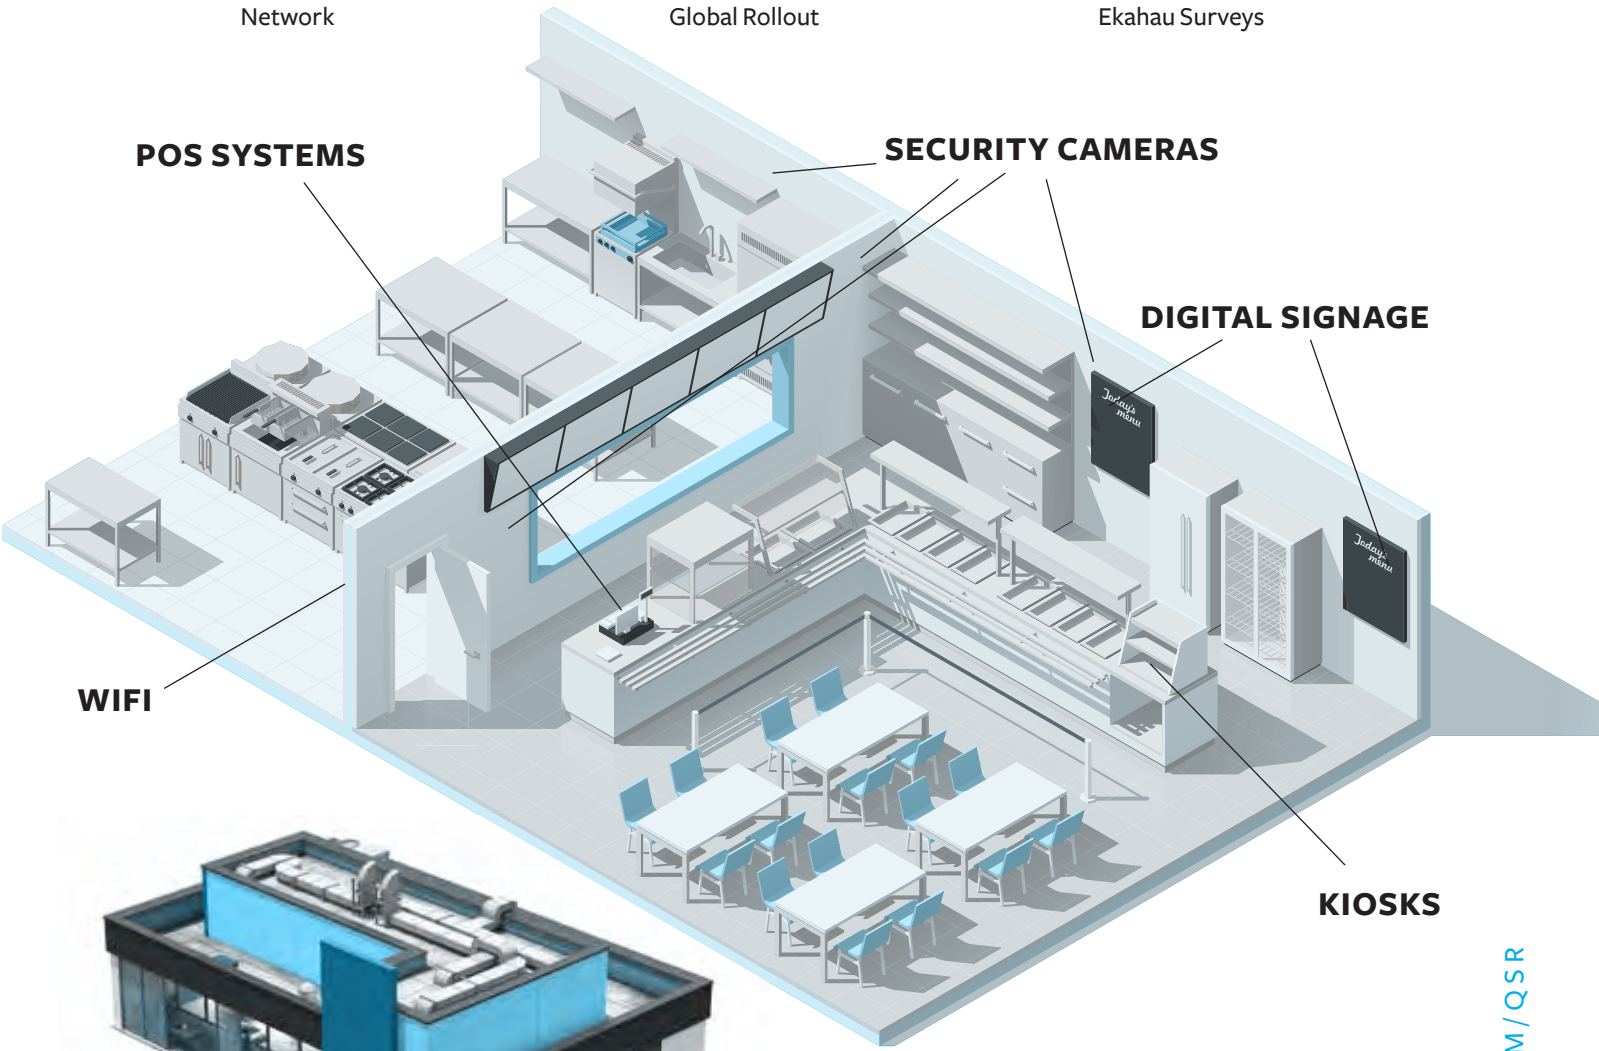 Network
Global Rollout
Ekahau Surveys
POS SYSTEMS
SECURITY CAMERAS
DIGITAL SIGNAGE
Today's
menu
Today's
menu
WIFI
KIOSKS
M/QSR